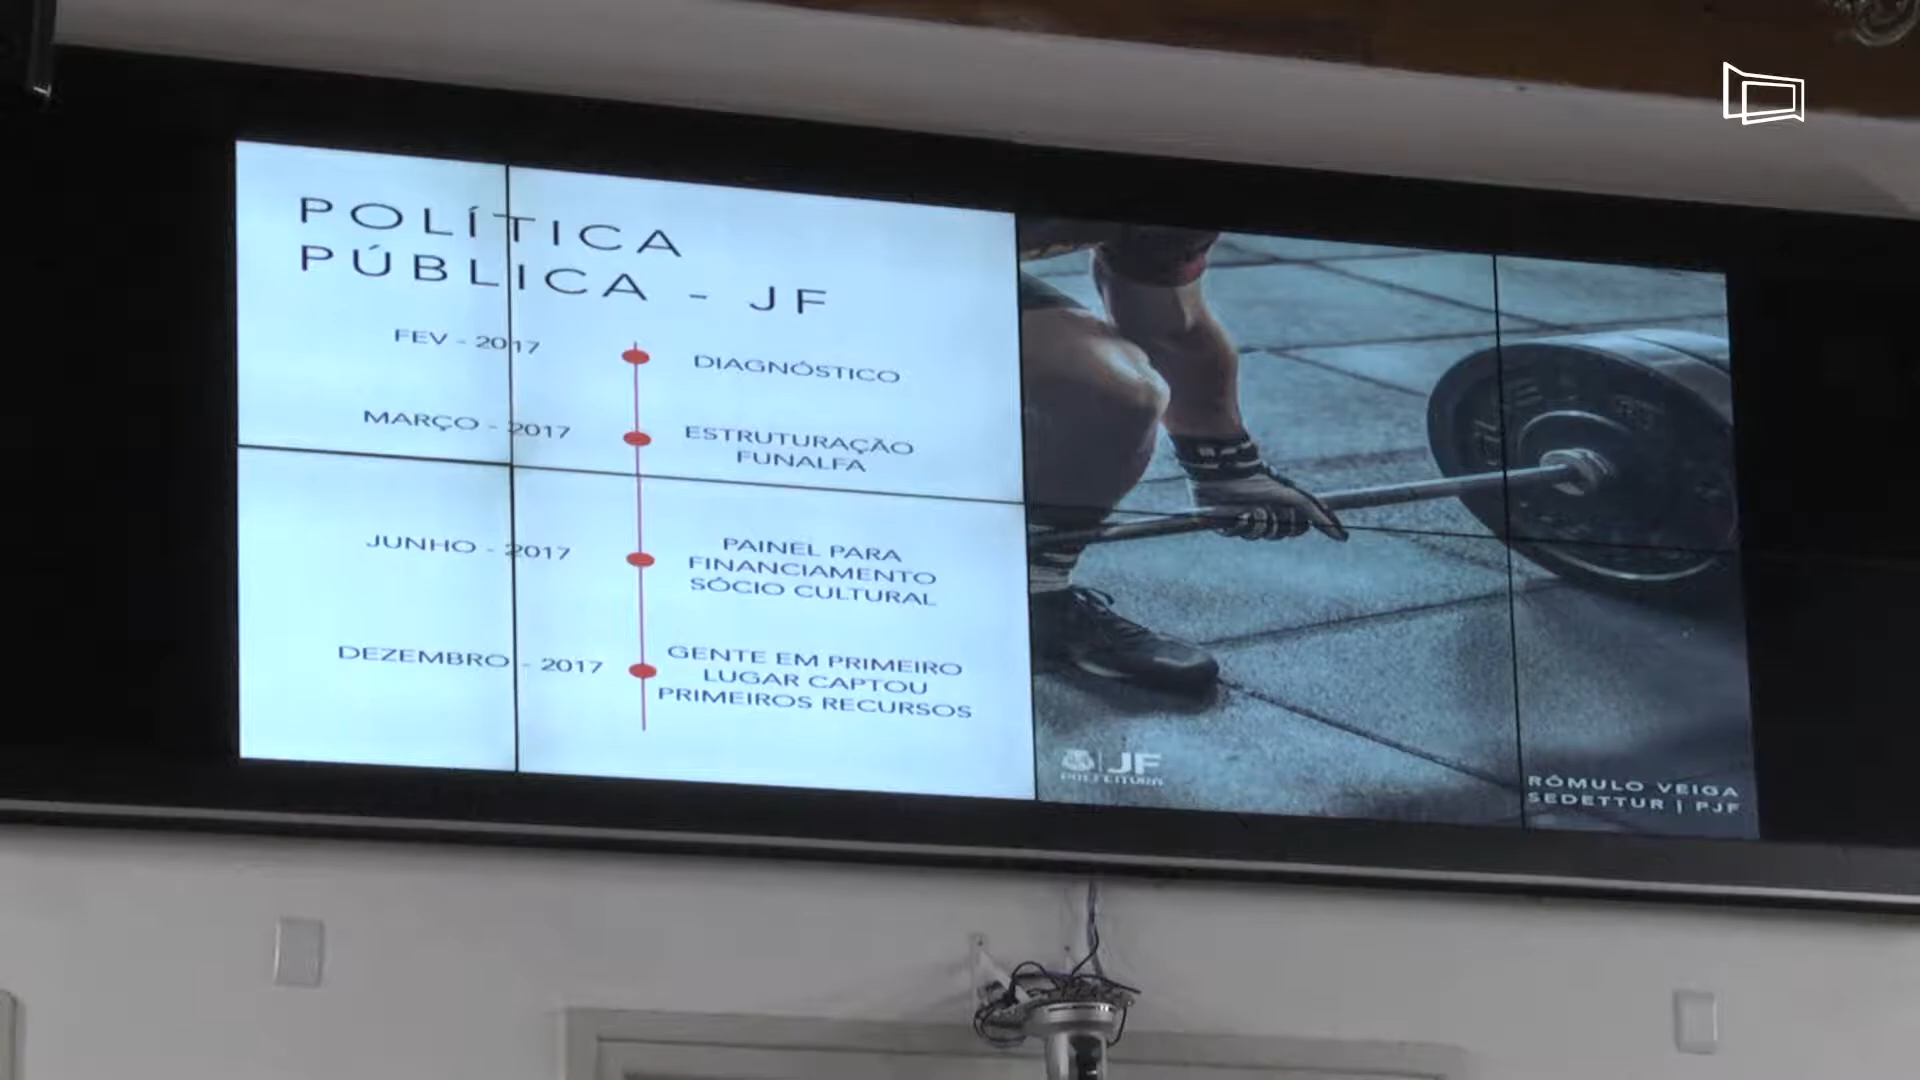 POLÍTICA
PÚBLICA - JF
FEV - 2017
DIAGNÓSTICO
MARÇO - 2017
ESTRUTURAÇÃO
FUNALFA
JUNHO - 2017
PAINEL PARA
FINANCIAMENTO
SÓCIO CULTURAL
DEZEMBRO - 2017
GENTE EM PRIMEIRO
LUGAR CAPTOU
PRIMEIROS RECURSOS
JF
PREFEITURA
RÔMULO VEIGA
SEDETTUR | PJF